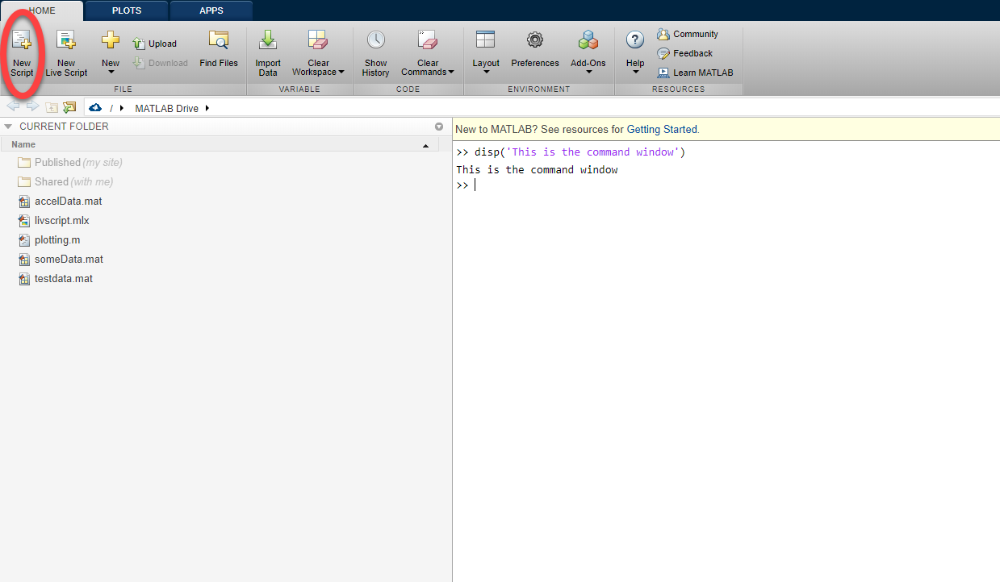 HOME PLOTS APPS
New Script
New Live Script
New
Upload
Download
Find Files
Import Data
Clear Workspace
Show History
Clear Commands
Layout
Preferences
Add-Ons
Help
Community
Feedback
Learn MATLAB
FILE VARIABLE CODE ENVIRONMENT RESOURCES
/ MATLAB Drive
CURRENT FOLDER
Name
Published (my site)
Shared (with me)
accelData.mat
livscript.mlx
plotting.m
someData.mat
testdata.mat
New to MATLAB? See resources for Getting Started.
>> disp('This is the command window')
This is the command window
>>